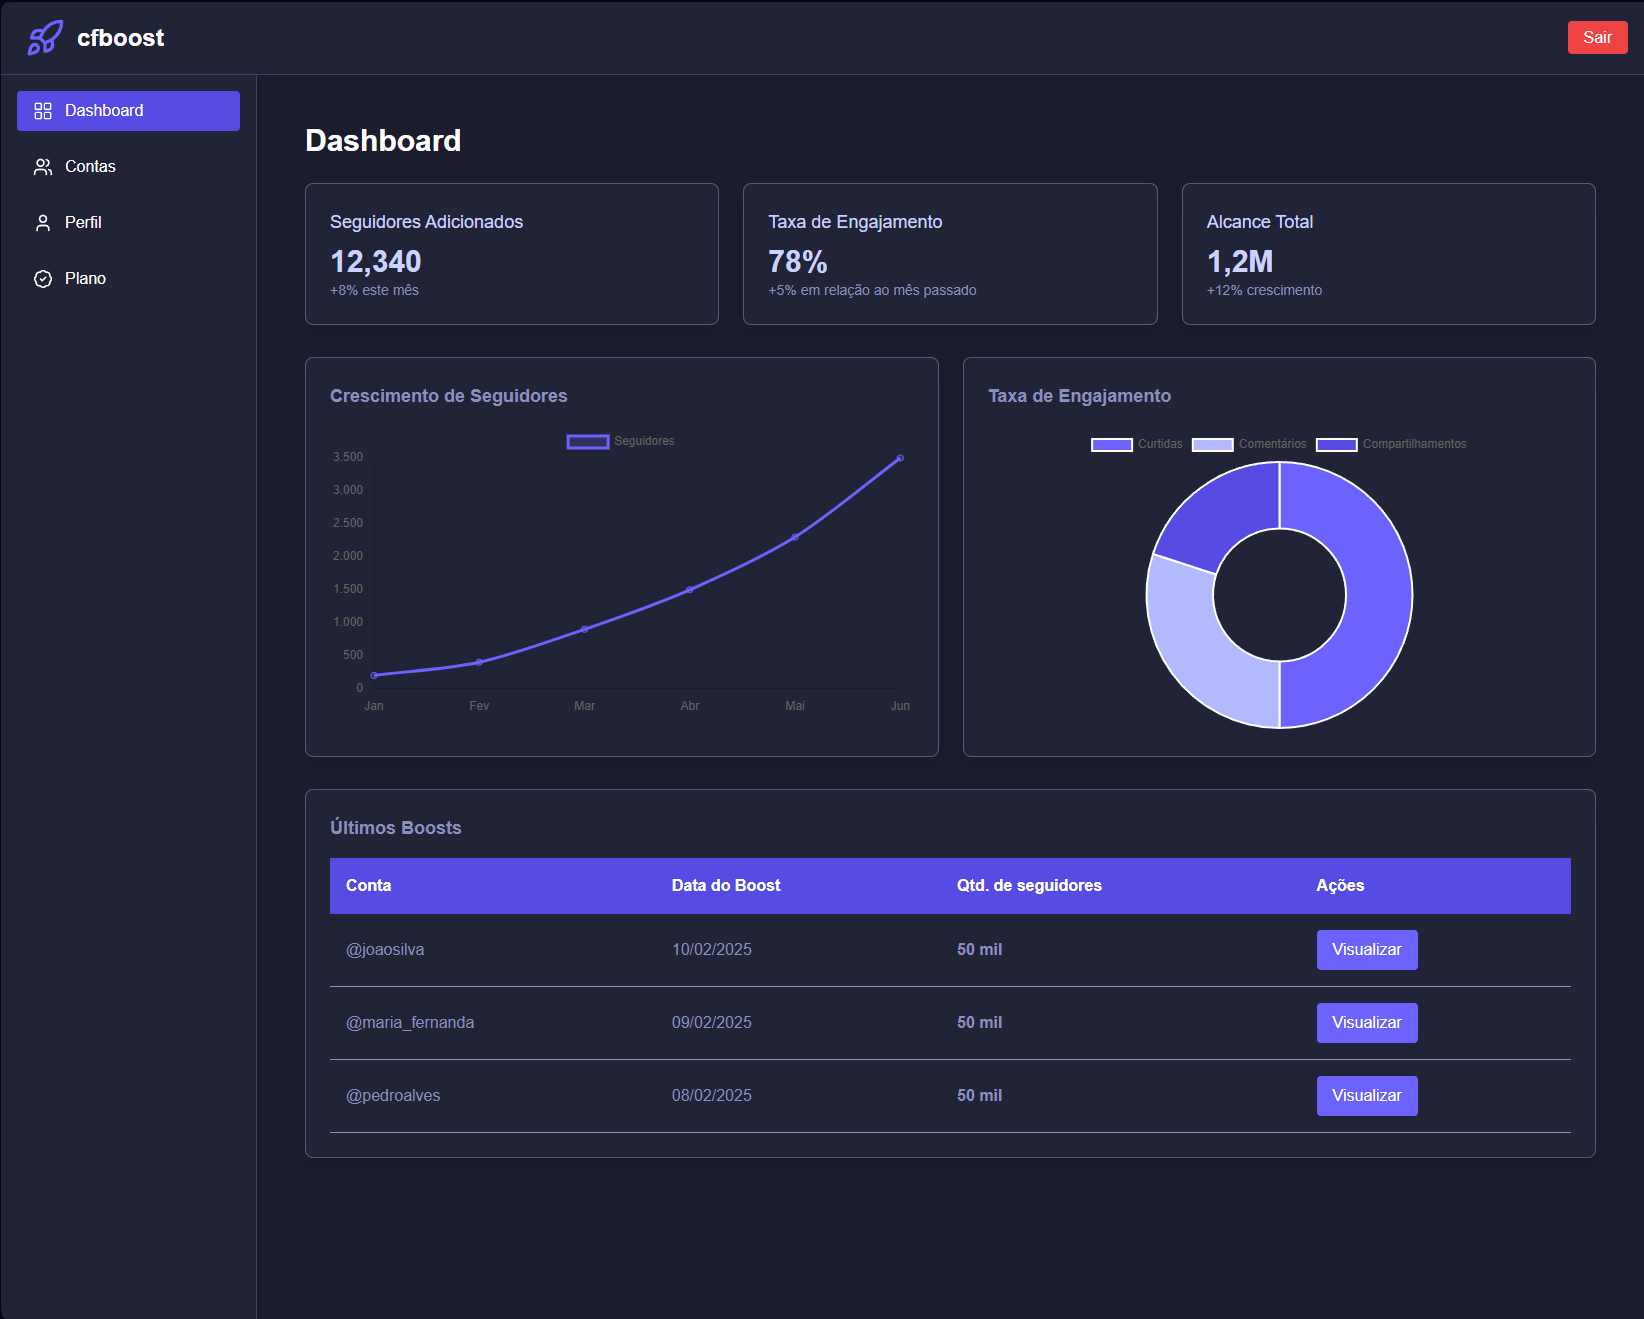 cfboost
Sair
Dashboard
Contas
Perfil
Plano
Dashboard
Seguidores Adicionados
12,340
+8% este mês
Taxa de Engajamento
78%
+5% em relação ao mês passado
Alcance Total
1,2M
+12% crescimento
Crescimento de Seguidores
Seguidores
3.500
3.000
2.500
2.000
1.500
1.000
500
0
Jan Fev Mar Abr Mai Jun
Taxa de Engajamento
Curtidas Comentários Compartilhamentos
Últimos Boosts
Conta Data do Boost Qtd. de seguidores Ações
@joaosilva 10/02/2025 50 mil Visualizar
@maria_fernanda 09/02/2025 50 mil Visualizar
@pedroalves 08/02/2025 50 mil Visualizar